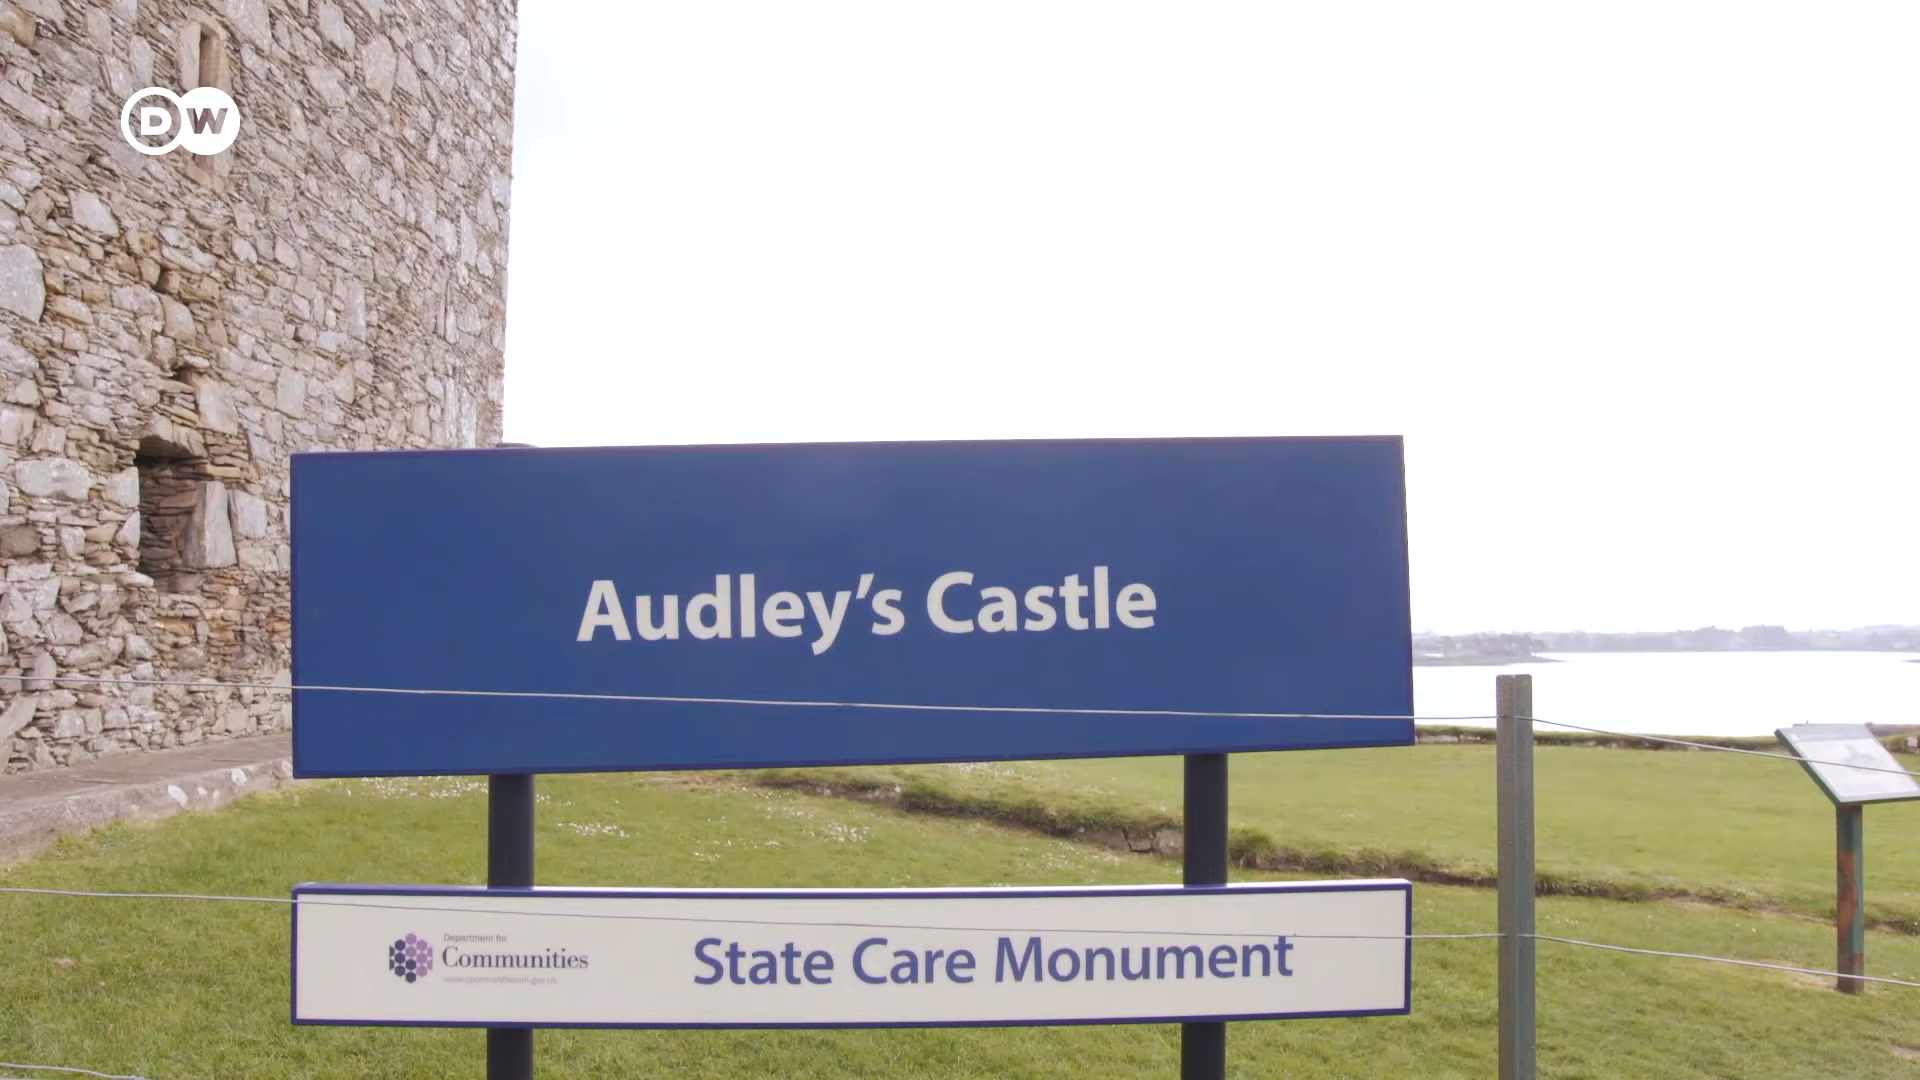 DW
Audley's Castle
Department for
Communities
State Care Monument